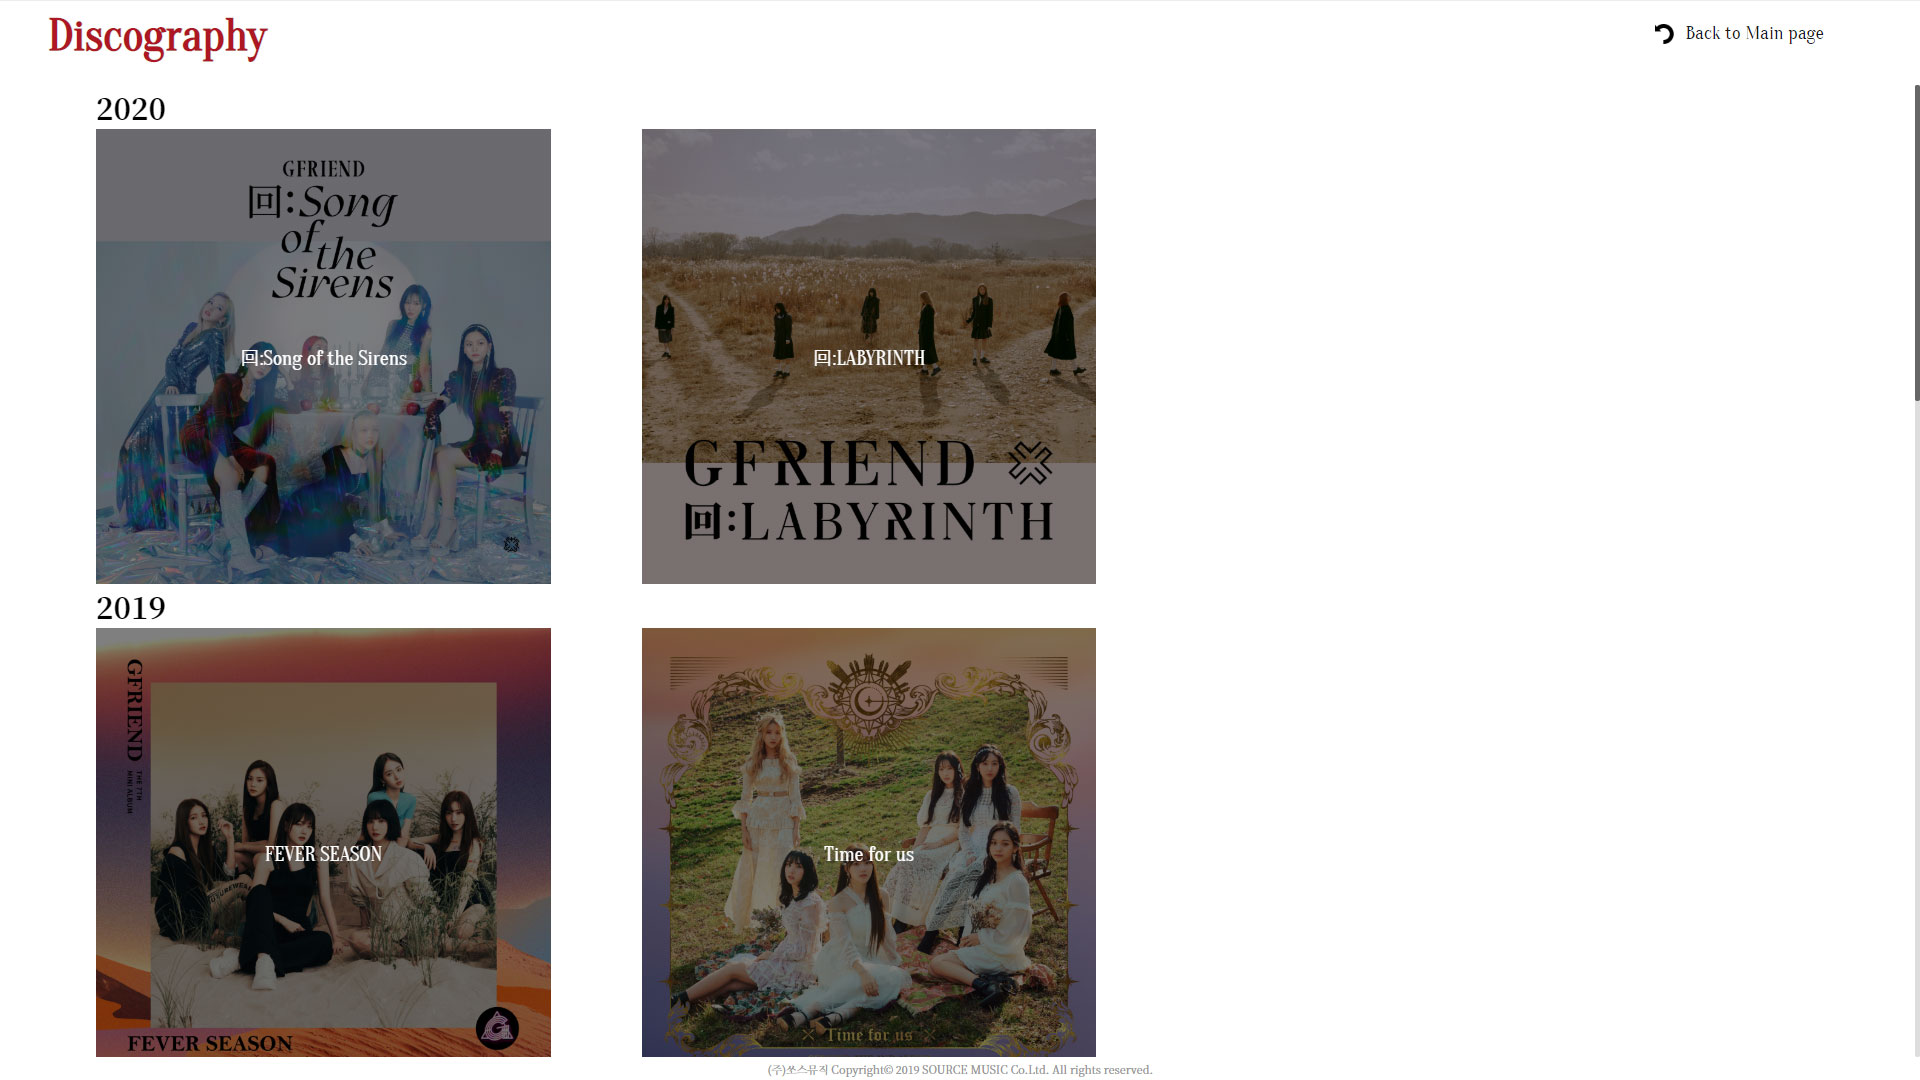 Discography
Back to Main page
2020
GFRIEND
回:Song
of the
Sirens
回:Song of the Sirens
回:LABYRINTH
GFRIEND
回:LABYRINTH
2019
GFRIEND
THE 7TH
MINI ALBUM
FEVER SEASON
FEVER SEASON
Time for us
Time for us
(주)쏘스뮤직 Copyright© 2019 SOURCE MUSIC Co.Ltd. All rights reserved.